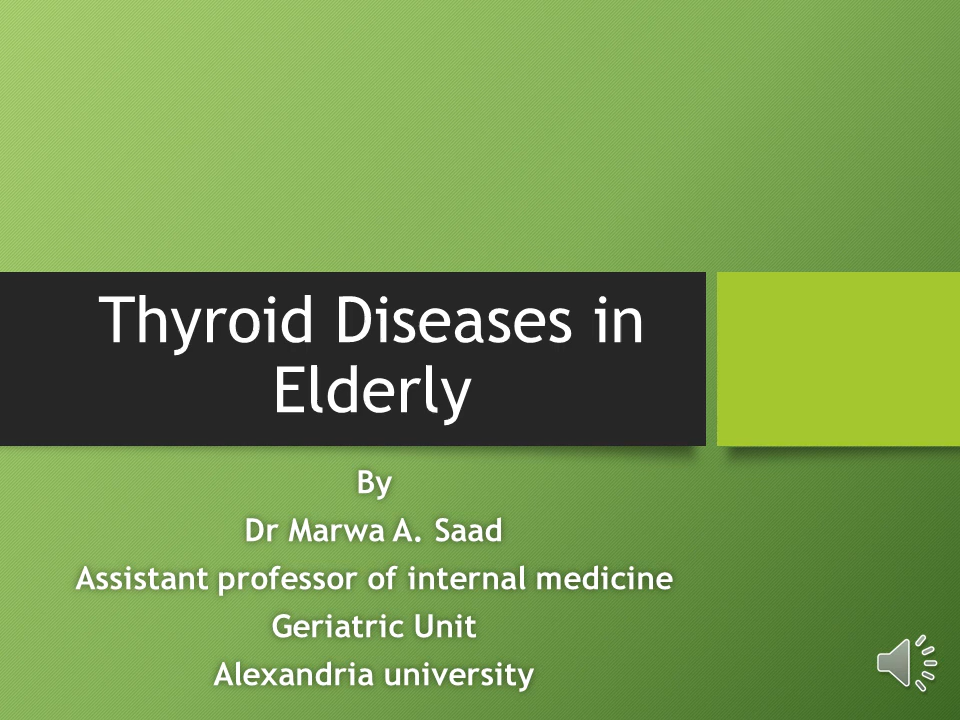 Thyroid Diseases in
Elderly
By
Dr Marwa A. Saad
Assistant professor of internal medicine
Geriatric Unit
Alexandria university